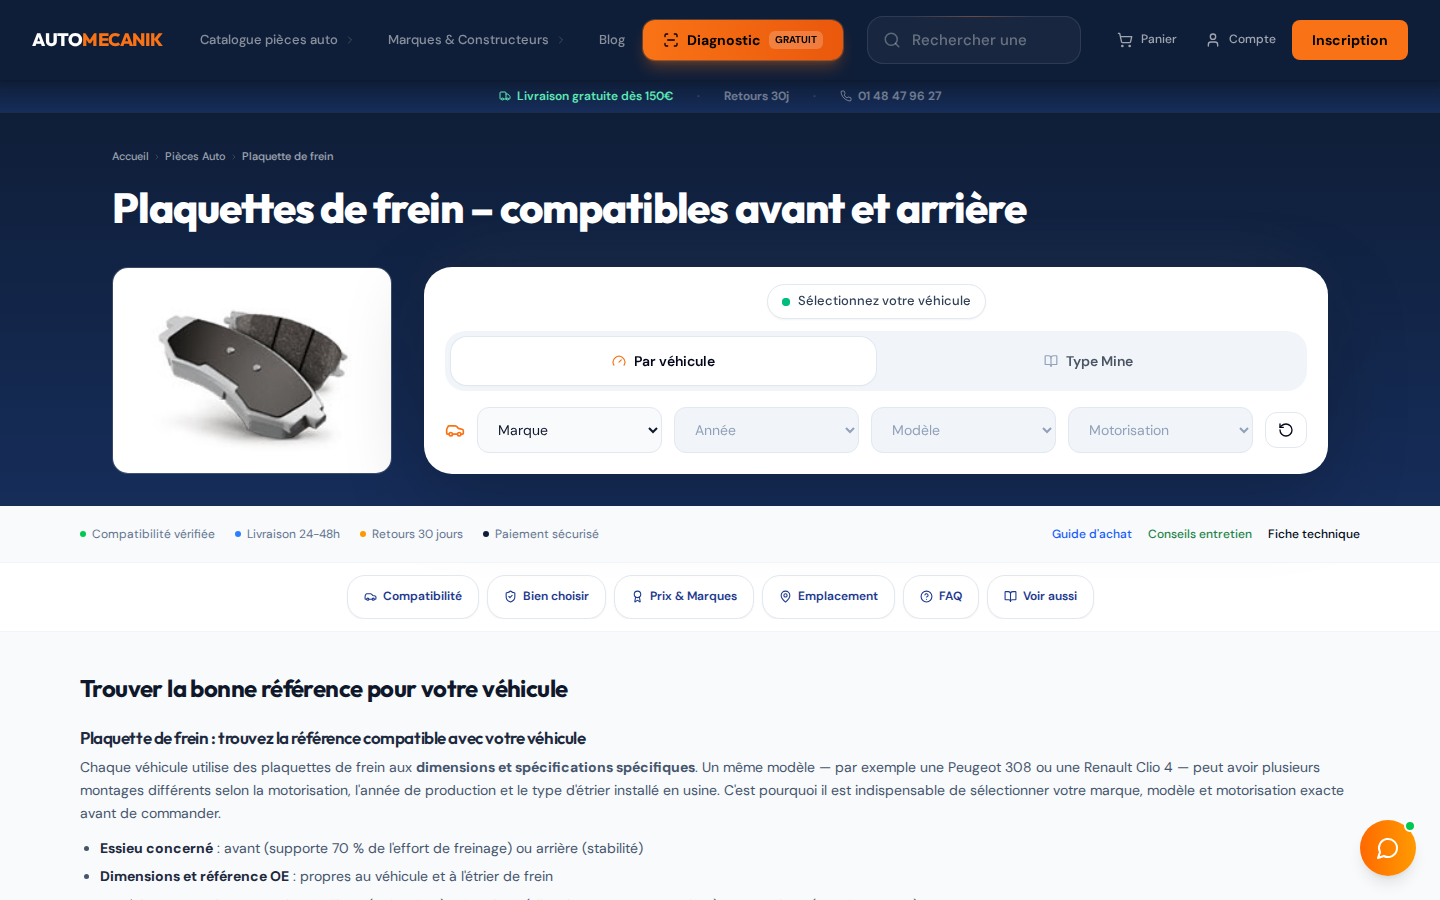 AUTOMECANIK
Catalogue pièces auto
Marques & Constructeurs
Blog
Diagnostic GRATUIT
Rechercher une
Panier
Compte
Inscription
Livraison gratuite dès 150€ · Retours 30j · 01 48 47 96 27
Accueil › Pièces Auto › Plaquette de frein
Plaquettes de frein – compatibles avant et arrière
Sélectionnez votre véhicule
Par véhicule
Type Mine
Marque
Année
Modèle
Motorisation
Compatibilité vérifiée
Livraison 24-48h
Retours 30 jours
Paiement sécurisé
Guide d'achat
Conseils entretien
Fiche technique
Compatibilité
Bien choisir
Prix & Marques
Emplacement
FAQ
Voir aussi
Trouver la bonne référence pour votre véhicule
Plaquette de frein : trouvez la référence compatible avec votre véhicule
Chaque véhicule utilise des plaquettes de frein aux dimensions et spécifications spécifiques. Un même modèle — par exemple une Peugeot 308 ou une Renault Clio 4 — peut avoir plusieurs
montages différents selon la motorisation, l'année de production et le type d'étrier installé en usine. C'est pourquoi il est indispensable de sélectionner votre marque, modèle et motorisation exacte
avant de commander.
• Essieu concerné : avant (supporte 70 % de l'effort de freinage) ou arrière (stabilité)
• Dimensions et référence OE : propres au véhicule et à l'étrier de frein